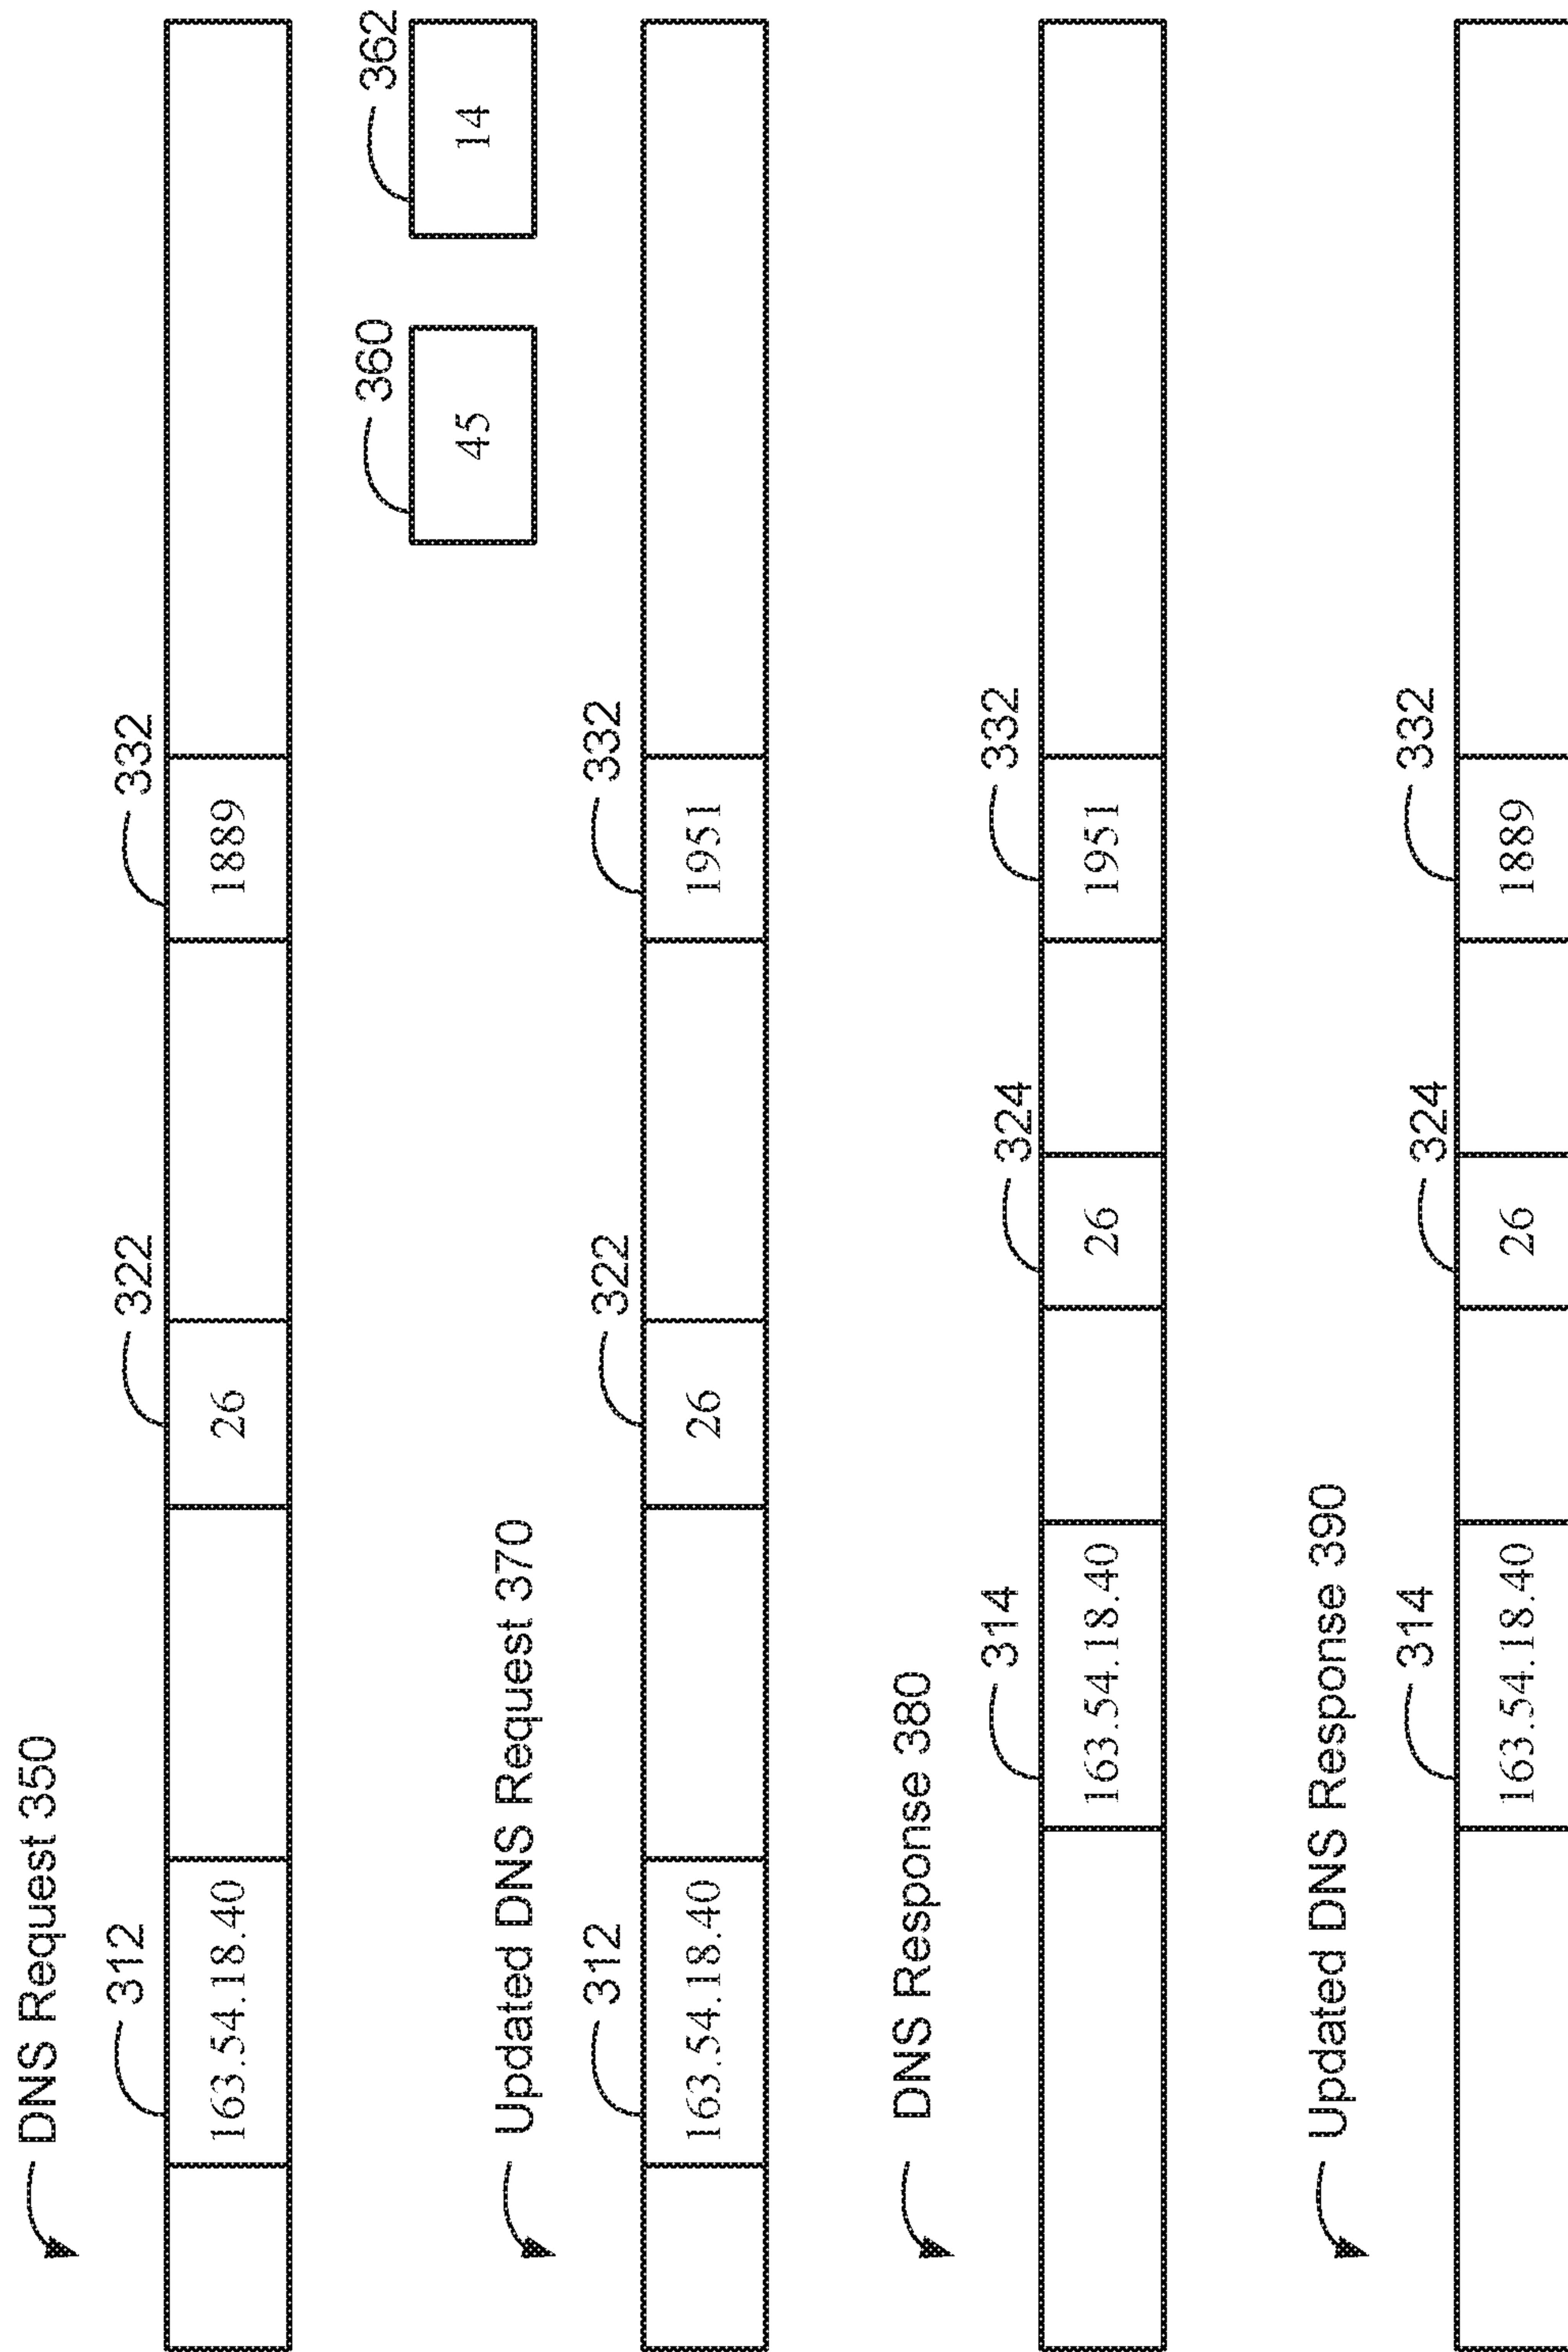 DNS Request 350
312
322
332
163.54.18.40 26 1889
360
362
45 14
Updated DNS Request 370
312
322
332
163.54.18.40 26 1951
DNS Response 380
314
324
332
163.54.18.40 26 1951
Updated DNS Response 390
314
324
332
163.54.18.40 26 1889